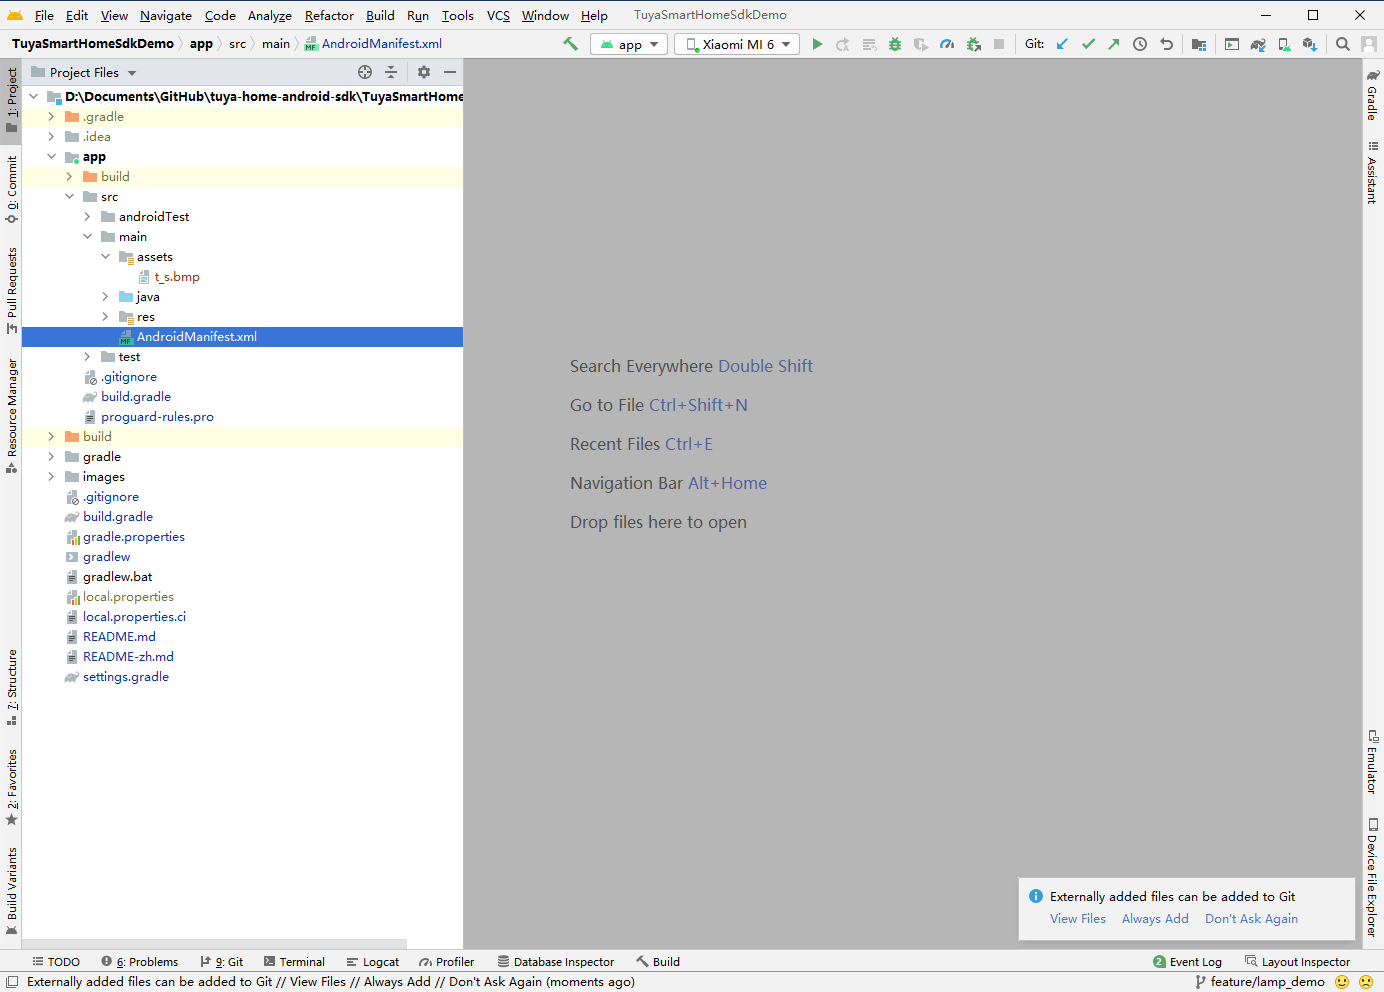 File Edit View Navigate Code Analyze Refactor Build Run Tools VCS Window Help TuyaSmartHomeSdkDemo
TuyaSmartHomeSdkDemo app src main AndroidManifest.xml app Xiaomi MI 6 Git:
Project Files
D:\Documents\GitHub\tuya-home-android-sdk\TuyaSmartHome
.gradle
.idea
app
build
src
androidTest
main
assets
t_s.bmp
java
res
AndroidManifest.xml
test
.gitignore
build.gradle
proguard-rules.pro
build
gradle
images
.gitignore
build.gradle
gradle.properties
gradlew
gradlew.bat
local.properties
local.properties.ci
README.md
README-zh.md
settings.gradle
1: Project
0: Commit
Pull Requests
Resource Manager
7: Structure
2: Favorites
Build Variants
Search Everywhere Double Shift
Go to File Ctrl+Shift+N
Recent Files Ctrl+E
Navigation Bar Alt+Home
Drop files here to open
Gradle
Assistant
Emulator
Device File Explorer
Externally added files can be added to Git
View Files Always Add Don't Ask Again
TODO 6: Problems 9: Git Terminal Logcat Profiler Database Inspector Build 2 Event Log Layout Inspector
Externally added files can be added to Git // View Files // Always Add // Don't Ask Again (moments ago) feature/lamp_demo